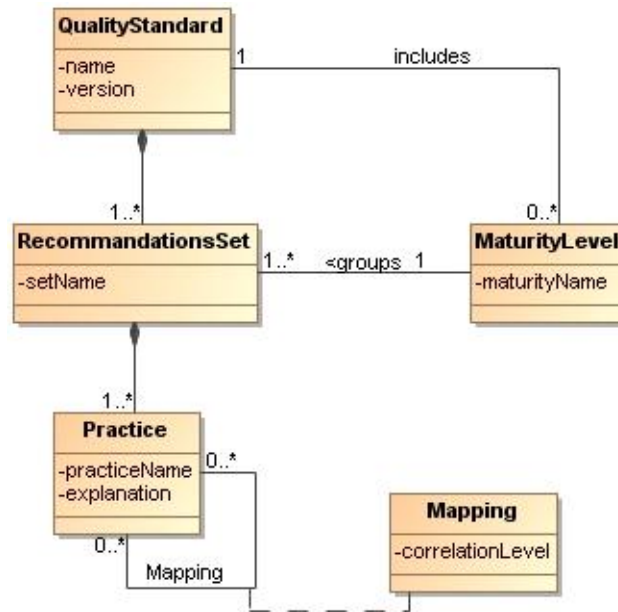 QualityStandard
-name
-version
1
includes
1..*
0..*
RecommandationsSet
-setName
1..*
<groups 1
MaturityLevel
-maturityName
1..*
Practice
-practiceName
-explanation
0..*
0..*
Mapping
Mapping
-correlationLevel